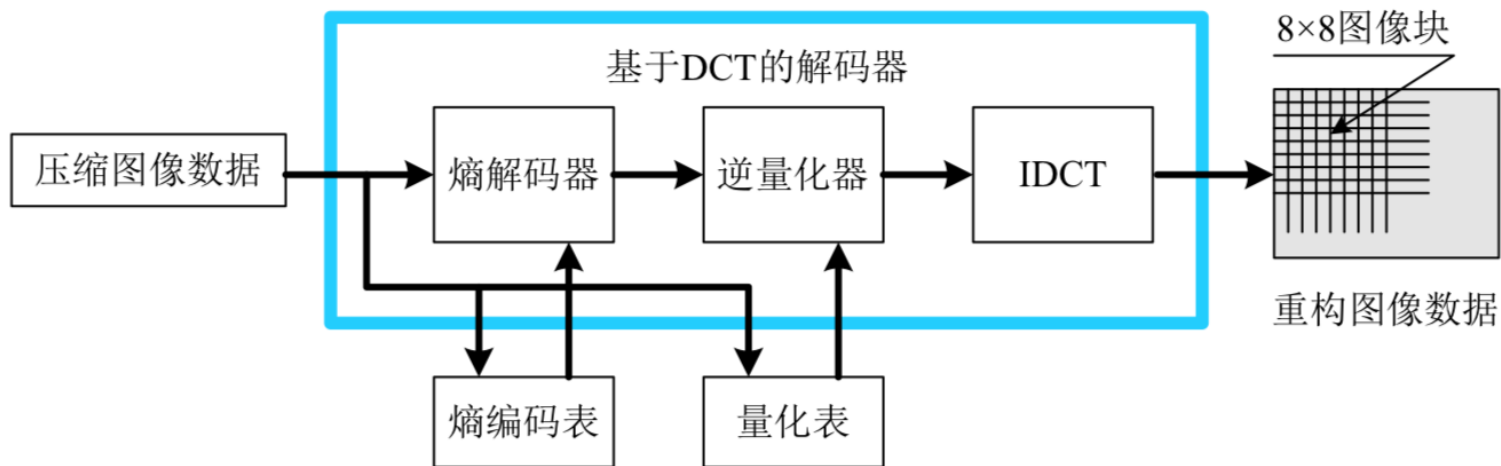 8×8图像块
基于DCT的解码器
压缩图像数据
熵解码器
逆量化器
IDCT
重构图像数据
熵编码表
量化表